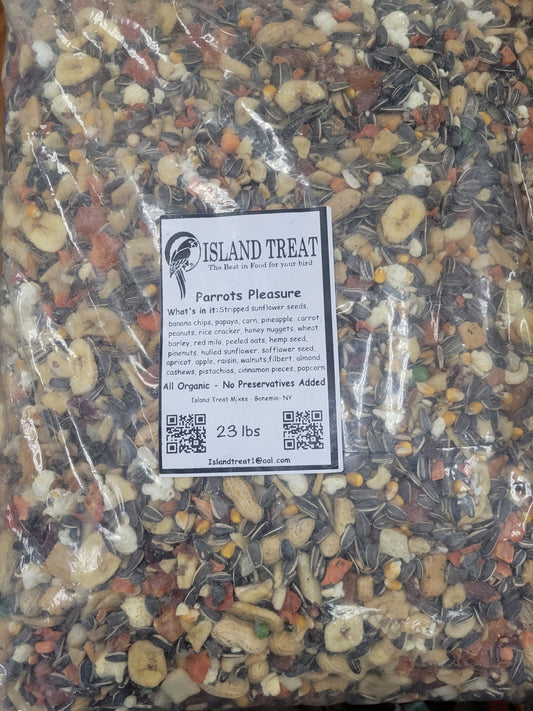 ISLAND TREAT
The Best in Food for your bird
Parrots Pleasure
What's in it:Stripped sunflower seeds,
banana chips, papaya, corn, pineapple, carrot,
peanuts, rice cracker, honey nuggets, wheat,
barley, red milo, peeled oats, hemp seed,
pinenuts, hulled sunflower, safflower seed,
apricot, apple, raisin, walnuts,filbert, almond,
cashews, pistachios, cinnamon pieces, popcorn,
All Organic - No Preservatives Added
Island Treat Mixes - Bohemia- NY
23 lbs
Islandtreat1@aol.com